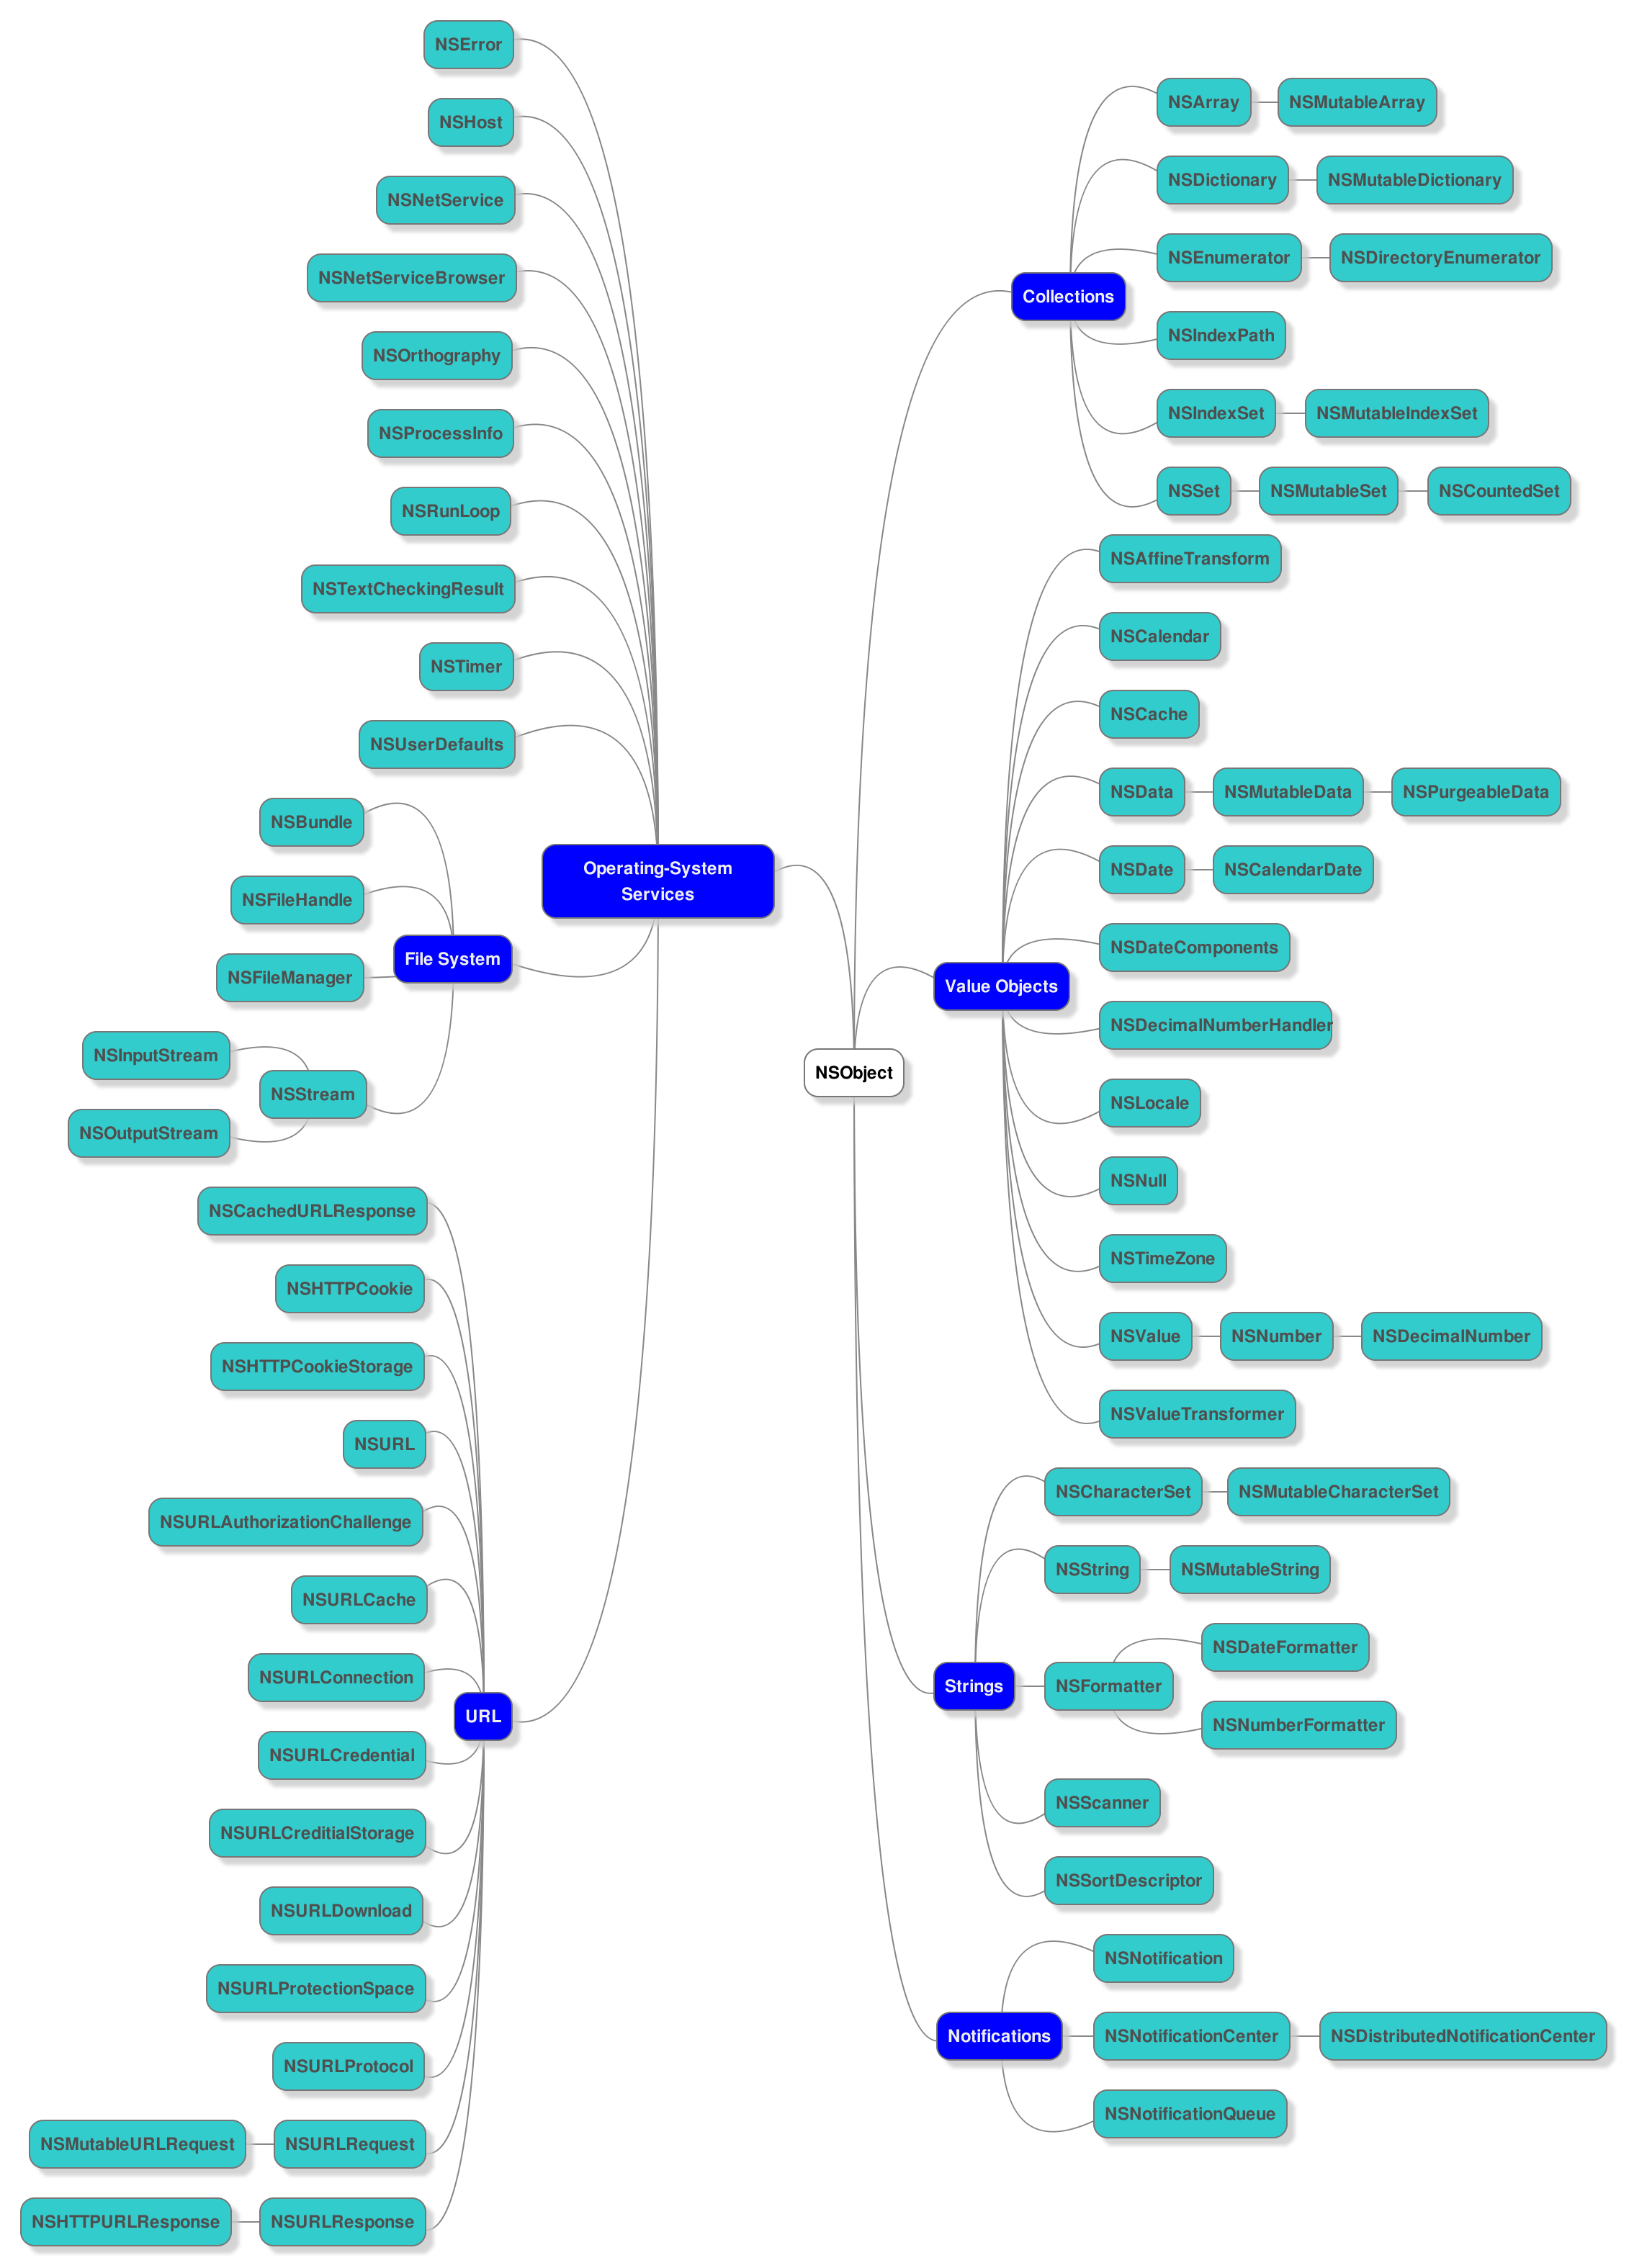 NSError
NSHost
NSNetService
NSNetServiceBrowser
NSOrthography
NSProcessInfo
NSRunLoop
NSTextCheckingResult
NSTimer
NSUserDefaults
Operating-System
Services
File System
NSBundle
NSFileHandle
NSFileManager
NSStream
NSInputStream
NSOutputStream
URL
NSCachedURLResponse
NSHTTPCookie
NSHTTPCookieStorage
NSURL
NSURLAuthorizationChallenge
NSURLCache
NSURLConnection
NSURLCredential
NSURLCreditialStorage
NSURLDownload
NSURLProtectionSpace
NSURLProtocol
NSMutableURLRequest
NSURLRequest
NSHTTPURLResponse
NSURLResponse
NSObject
Collections
NSArray
NSMutableArray
NSDictionary
NSMutableDictionary
NSEnumerator
NSDirectoryEnumerator
NSIndexPath
NSIndexSet
NSMutableIndexSet
NSSet
NSMutableSet
NSCountedSet
Value Objects
NSAffineTransform
NSCalendar
NSCache
NSData
NSMutableData
NSPurgeableData
NSDate
NSCalendarDate
NSDateComponents
NSDecimalNumberHandler
NSLocale
NSNull
NSTimeZone
NSValue
NSNumber
NSDecimalNumber
NSValueTransformer
Strings
NSCharacterSet
NSMutableCharacterSet
NSString
NSMutableString
NSFormatter
NSDateFormatter
NSNumberFormatter
NSScanner
NSSortDescriptor
Notifications
NSNotification
NSNotificationCenter
NSDistributedNotificationCenter
NSNotificationQueue